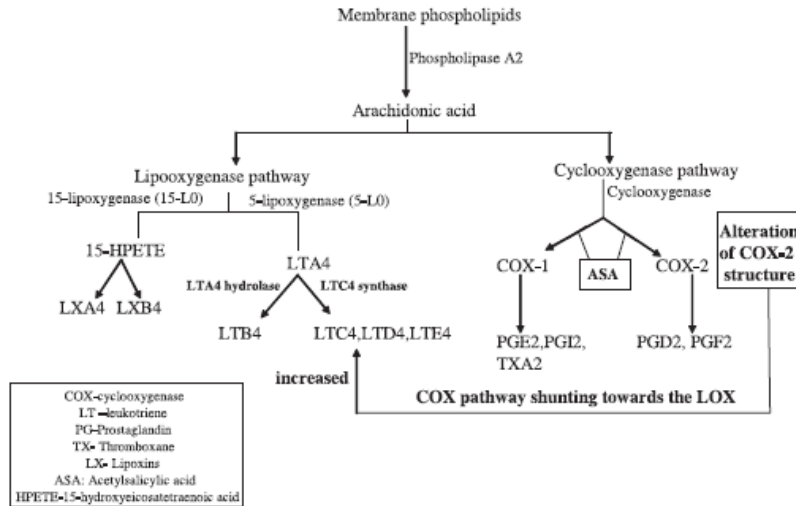 Membrane phospholipids
Phospholipase A2
Arachidonic acid
Lipooxygenase pathway
15-lipoxygenase (15-L0)
5-lipoxygenase (5-L0)
15-HPETE
LXA4 LXB4
LTA4
LTA4 hydrolase
LTC4 synthase
LTB4
LTC4,LTD4,LTE4
Cyclooxygenase pathway
Cyclooxygenase
COX-1
ASA
COX-2
PGE2,PGI2,
TXA2
PGD2, PGF2
Alteration
of COX-2
structure
increased
COX pathway shunting towards the LOX
COX-cyclooxygenase
LT -leukotriene
PG-Prostaglandin
TX- Thromboxane
LX- Lipoxins
ASA: Acetylsalicylic acid
HPETE-15-hydroxyeicosatetraenoic acid